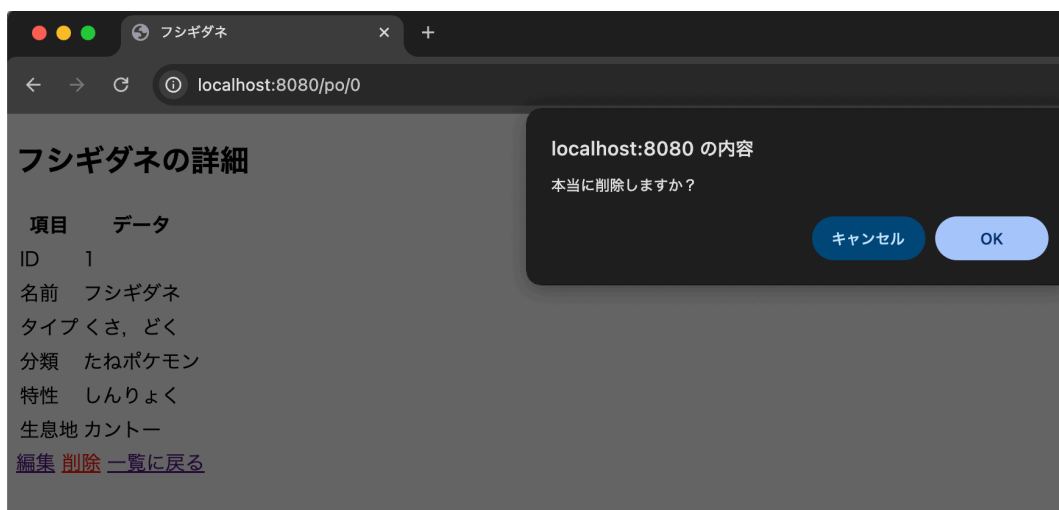 フシギダネ
localhost:8080/po/0
localhost:8080 の内容
本当に削除しますか？
キャンセル OK
フシギダネの詳細
項目 データ
ID 1
名前 フシギダネ
タイプ くさ，どく
分類 たねポケモン
特性 しんりょく
生息地 カントー
編集 削除 一覧に戻る